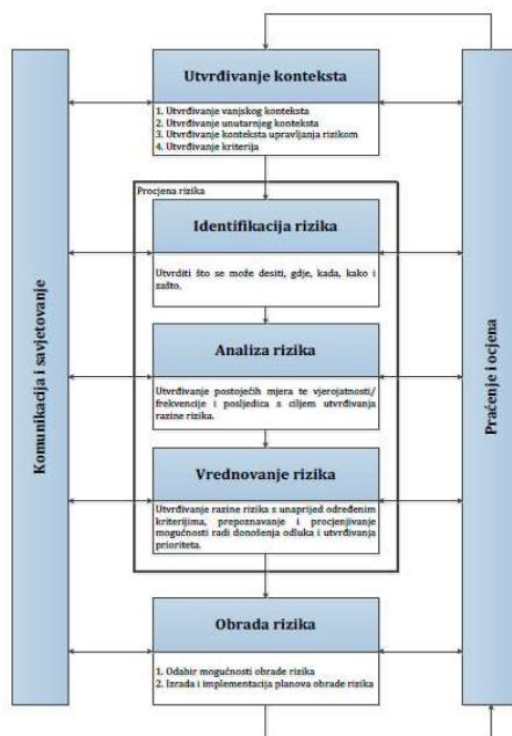 Utvrđivanje konteksta
1. Utvrđivanje vanjskog konteksta
2. Utvrđivanje unutarnjeg konteksta
3. Utvrđivanje konteksta upravljanja rizikom
4. Utvrđivanje kriterija
Procjena rizika
Identifikacija rizika
Utvrditi što se može desiti, gdje, kada, kako i
zašto.
Analiza rizika
Utvrđivanje postoječih mjera te vjerojatnosti/
frekvencije i posljedica s ciljem utvrđivanja
razine rizika.
Vrednovanje rizika
Utvrđivanje razine rizika s unaprijed određenim
kriterijima, prepoznavanje i procjenjivanje
mogućnosti radi donošenja odluka i utvrđivanja
prioriteta.
Obrada rizika
1. Odabir mogućnosti obrade rizika
2. Izrada i implementacija planova obrade rizika
Komunikacija i savjetovanje
Praćenje i ocjena